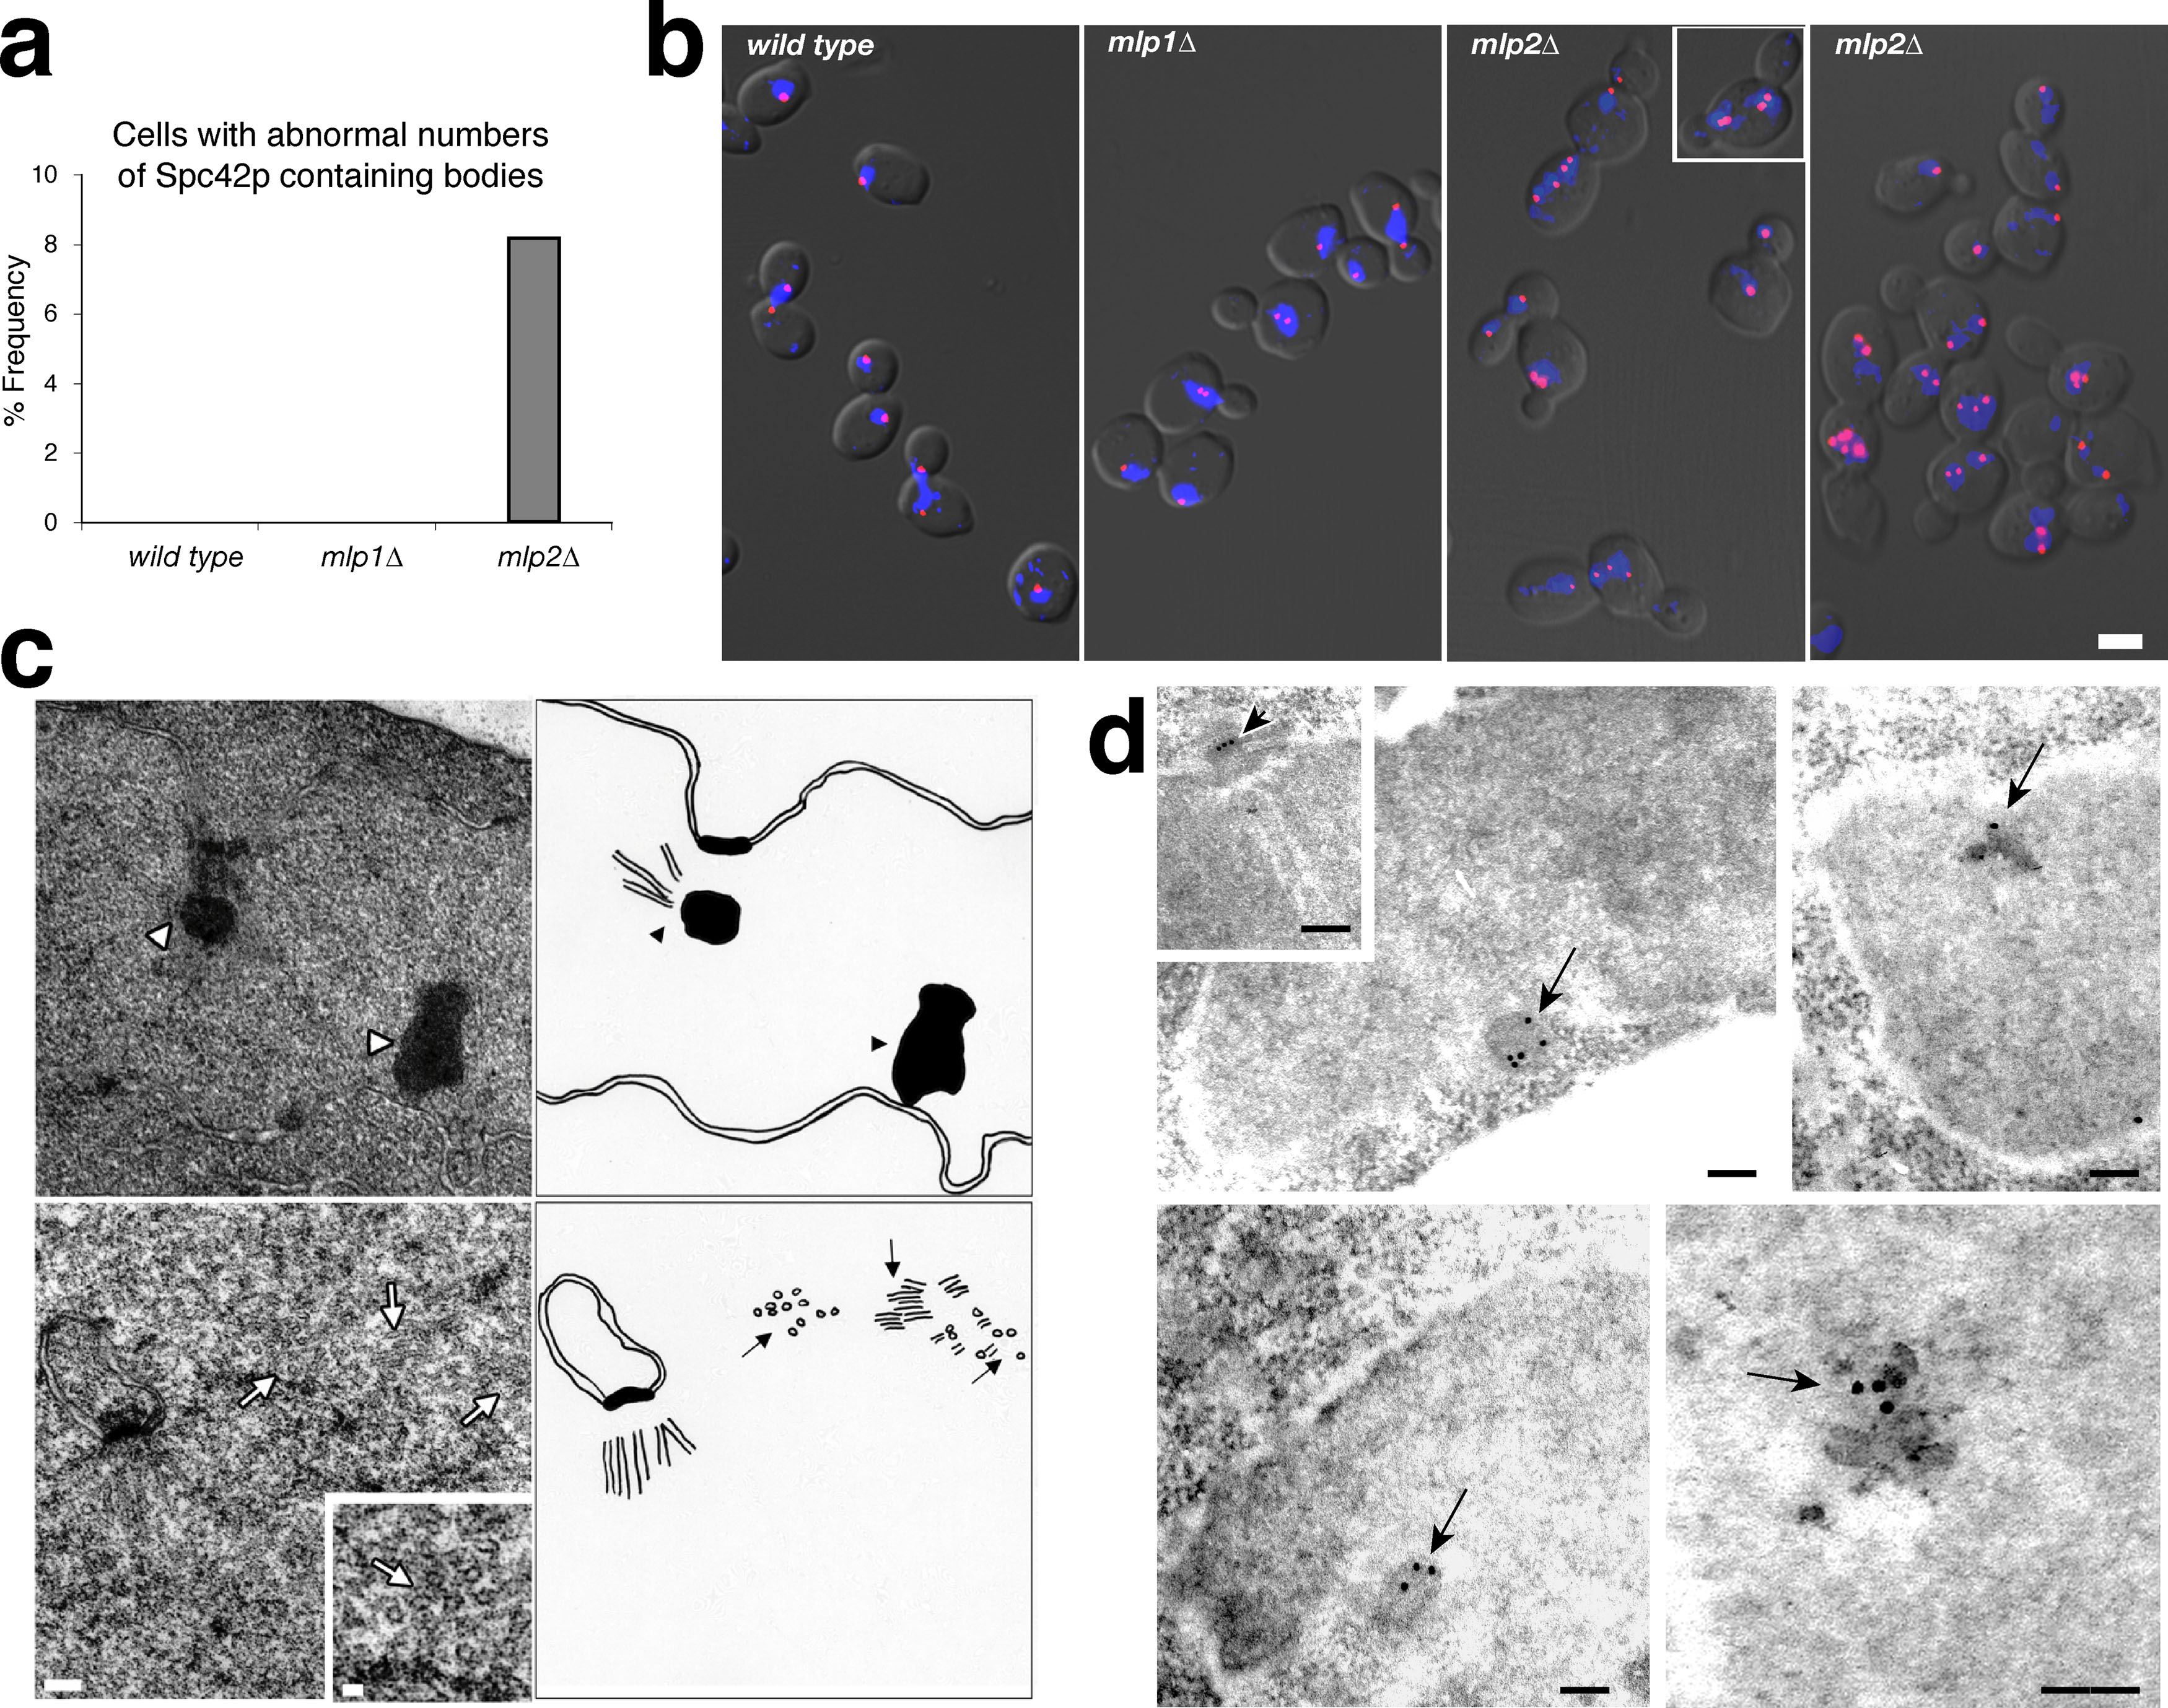 a
Cells with abnormal numbers
of Spc42p containing bodies
% Frequency
10
8
6
4
2
0
wild type
mlp1Δ
mlp2Δ
b
wild type
mlp1Δ
mlp2Δ
mlp2Δ
c
d